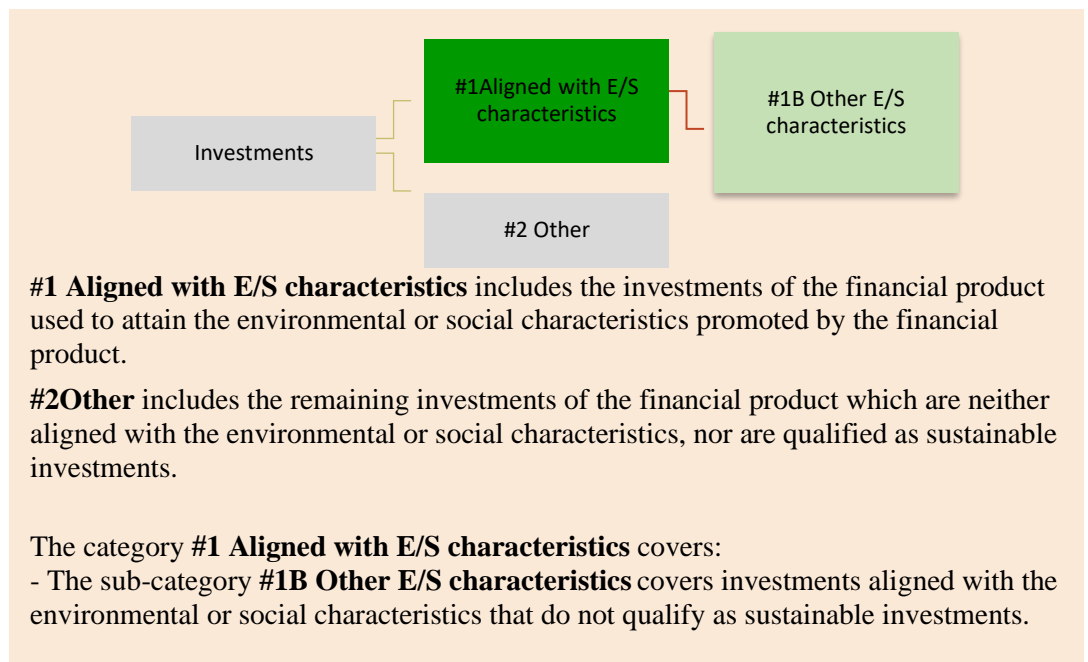 #1Aligned with E/S
characteristics
#1B Other E/S
characteristics
Investments
#2 Other
#1 Aligned with E/S characteristics includes the investments of the financial product
used to attain the environmental or social characteristics promoted by the financial
product.
#2Other includes the remaining investments of the financial product which are neither
aligned with the environmental or social characteristics, nor are qualified as sustainable
investments.
The category #1 Aligned with E/S characteristics covers:
- The sub-category #1B Other E/S characteristics covers investments aligned with the
environmental or social characteristics that do not qualify as sustainable investments.